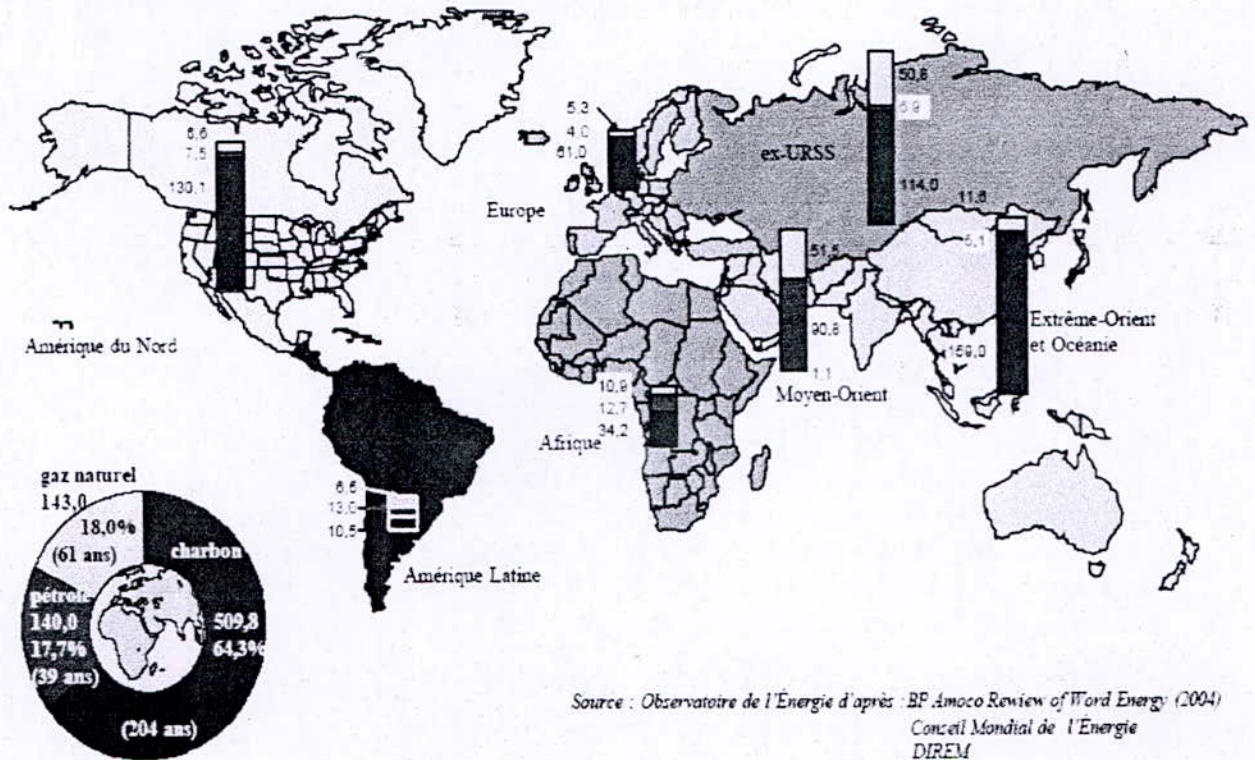 6,6
7,5
130,1
Amérique du Nord
5,3
4,0
61,0
Europe
ex-URSS
50,8
6,9
114,0
11,6
5,1
159,0
Extrême-Orient
et Océanie
51,5
90,8
1,1
Moyen-Orient
10,9
12,7
34,2
Afrique
6,5
13,0
10,5
Amérique Latine
gaz naturel
143,0
18,0%
(61 ans)
charbon
509,8
64,3%
(204 ans)
pétrole
140,0
17,7%
(39 ans)
Source : Observatoire de l'Énergie d'après : BP Amoco Rewiew of Word Energy (2004)
Conseil Mondial de l'Énergie
DIREM